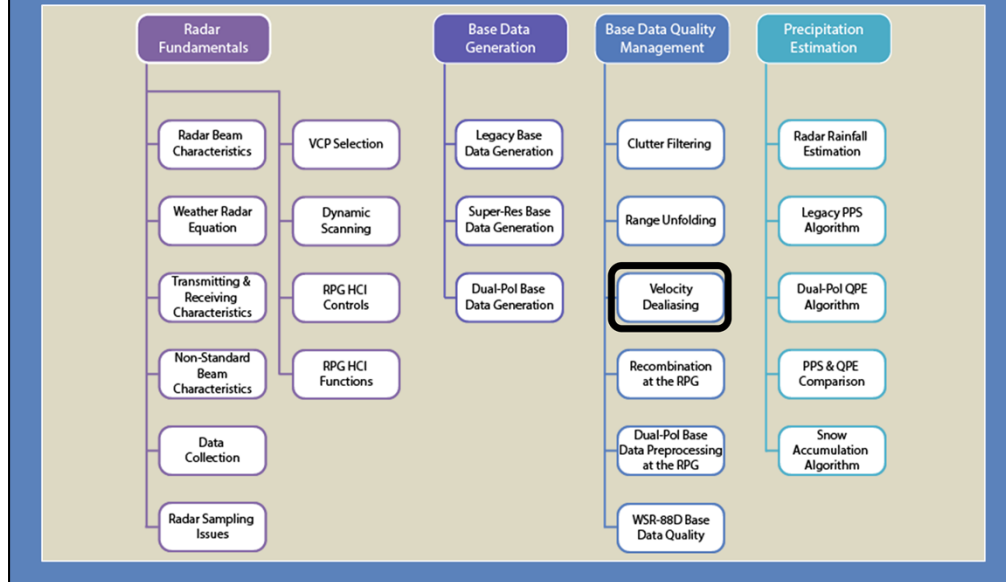 Radar
Fundamentals
Radar Beam
Characteristics
Weather Radar
Equation
Transmitting &
Receiving
Characteristics
Non-Standard
Beam
Characteristics
Data
Collection
Radar Sampling
Issues
VCP Selection
Dynamic
Scanning
RPG HCI
Controls
RPG HCI
Functions
Base Data
Generation
Legacy Base
Data Generation
Super-Res Base
Data Generation
Dual-Pol Base
Data Generation
Base Data Quality
Management
Clutter Filtering
Range Unfolding
Velocity
Dealiasing
Recombination
at the RPG
Dual-Pol Base
Data Preprocessing
at the RPG
WSR-88D Base
Data Quality
Precipitation
Estimation
Radar Rainfall
Estimation
Legacy PPS
Algorithm
Dual-Pol QPE
Algorithm
PPS & QPE
Comparison
Snow
Accumulation
Algorithm